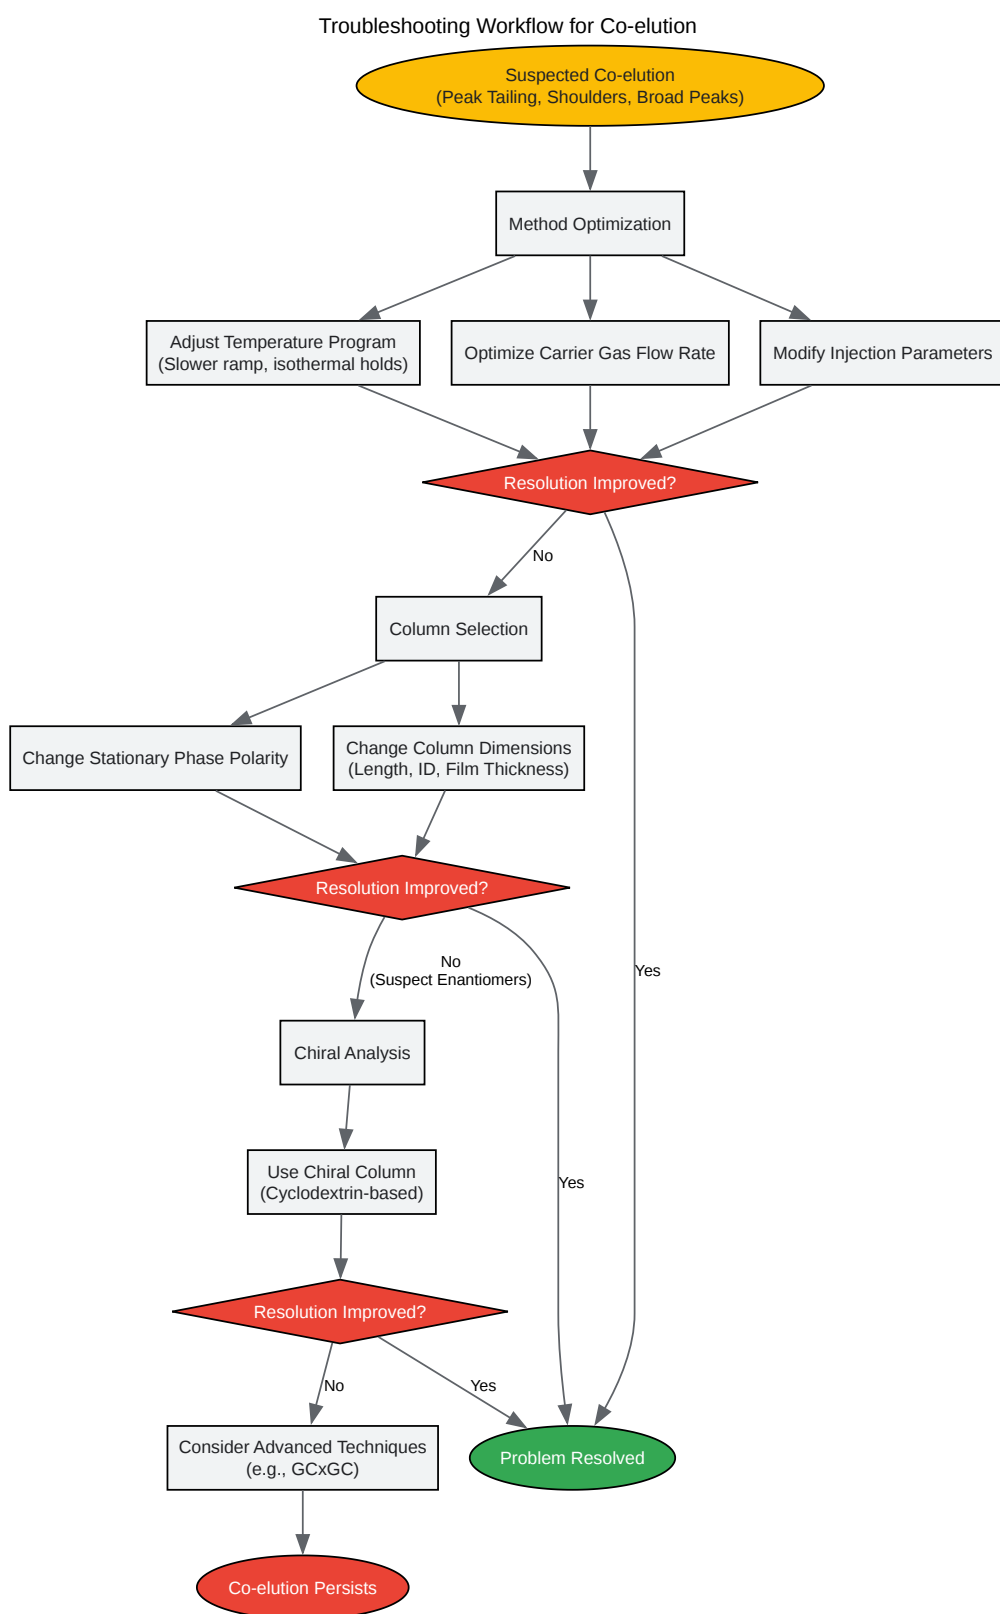 Troubleshooting Workflow for Co-elution
Suspected Co-elution
(Peak Tailing, Shoulders, Broad Peaks)
Method Optimization
Adjust Temperature Program
(Slower ramp, isothermal holds)
Optimize Carrier Gas Flow Rate
Modify Injection Parameters
Resolution Improved?
No
Column Selection
Change Stationary Phase Polarity
Change Column Dimensions
(Length, ID, Film Thickness)
Resolution Improved?
No
(Suspect Enantiomers)
Yes
Chiral Analysis
Use Chiral Column
(Cyclodextrin-based)
Yes
Resolution Improved?
No
Yes
Consider Advanced Techniques
(e.g., GCxGC)
Problem Resolved
Co-elution Persists